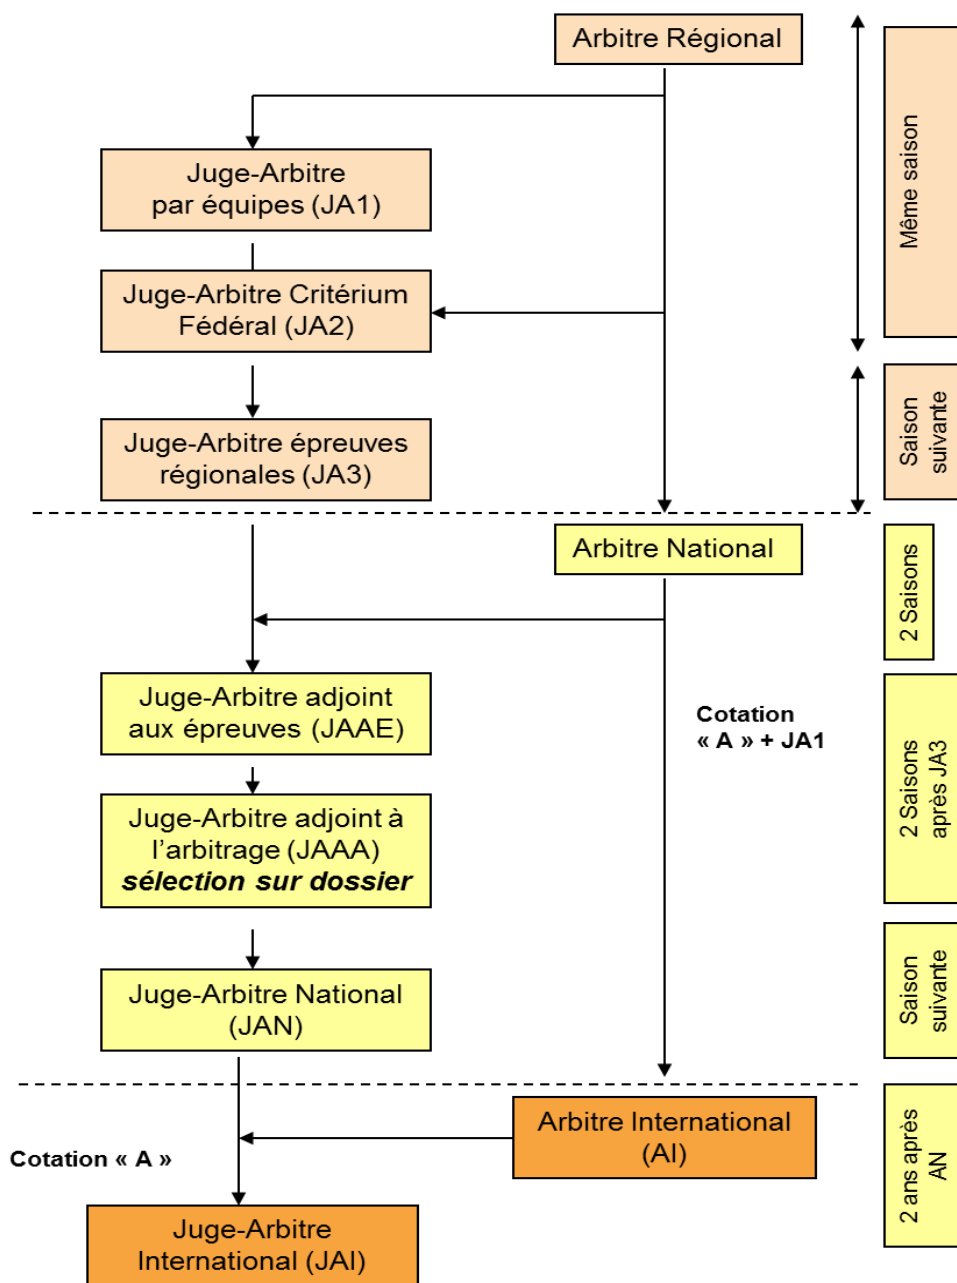 Arbitre Régional
Même saison
Juge-Arbitre
par équipes (JA1)
Juge-Arbitre Critérium
Fédéral (JA2)
Saison
suivante
Juge-Arbitre épreuves
régionales (JA3)
Arbitre National
2 Saisons
Juge-Arbitre adjoint
aux épreuves (JAAE)
Cotation
« A » + JA1
2 Saisons
après JA3
Juge-Arbitre adjoint à
l’arbitrage (JAAA)
sélection sur dossier
Juge-Arbitre National
(JAN)
Saison
suivante
Arbitre International
(AI)
2 ans après
AN
Cotation « A »
Juge-Arbitre
International (JAI)